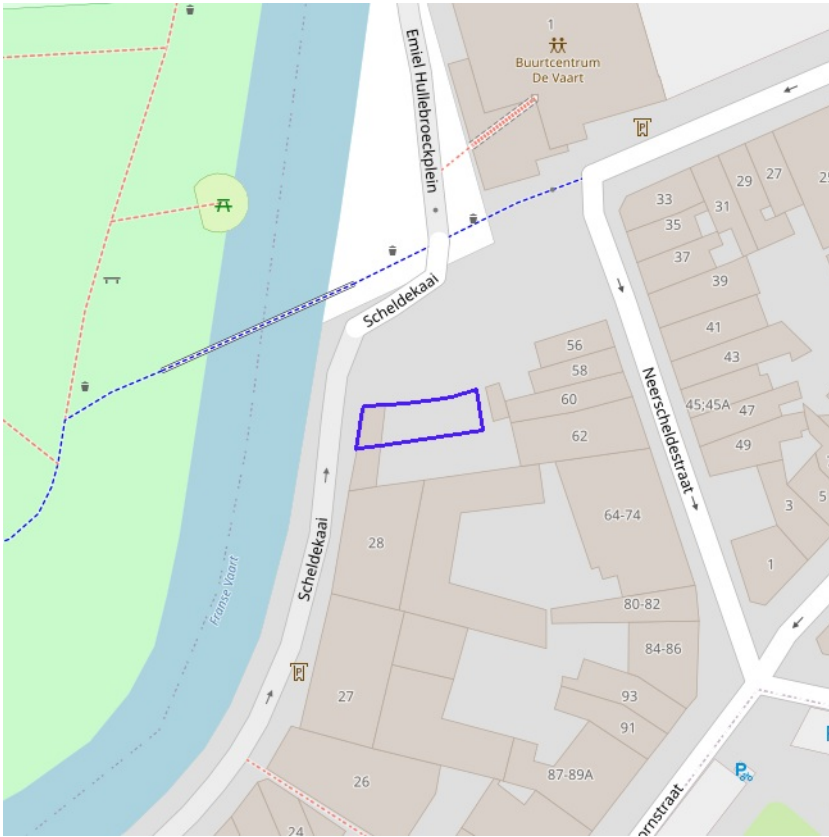 1
Buurtcentrum
De Vaart
Emiel Hullebroeckplein
P
33
31
29
27
35
37
39
Scheldekaai
41
56
43
58
60
45;45A
47
62
49
Neerscheldestraat
64-74
3
28
1
Scheldekaai
Franse Vaart
80-82
84-86
P
27
93
91
26
87-89A
P
24